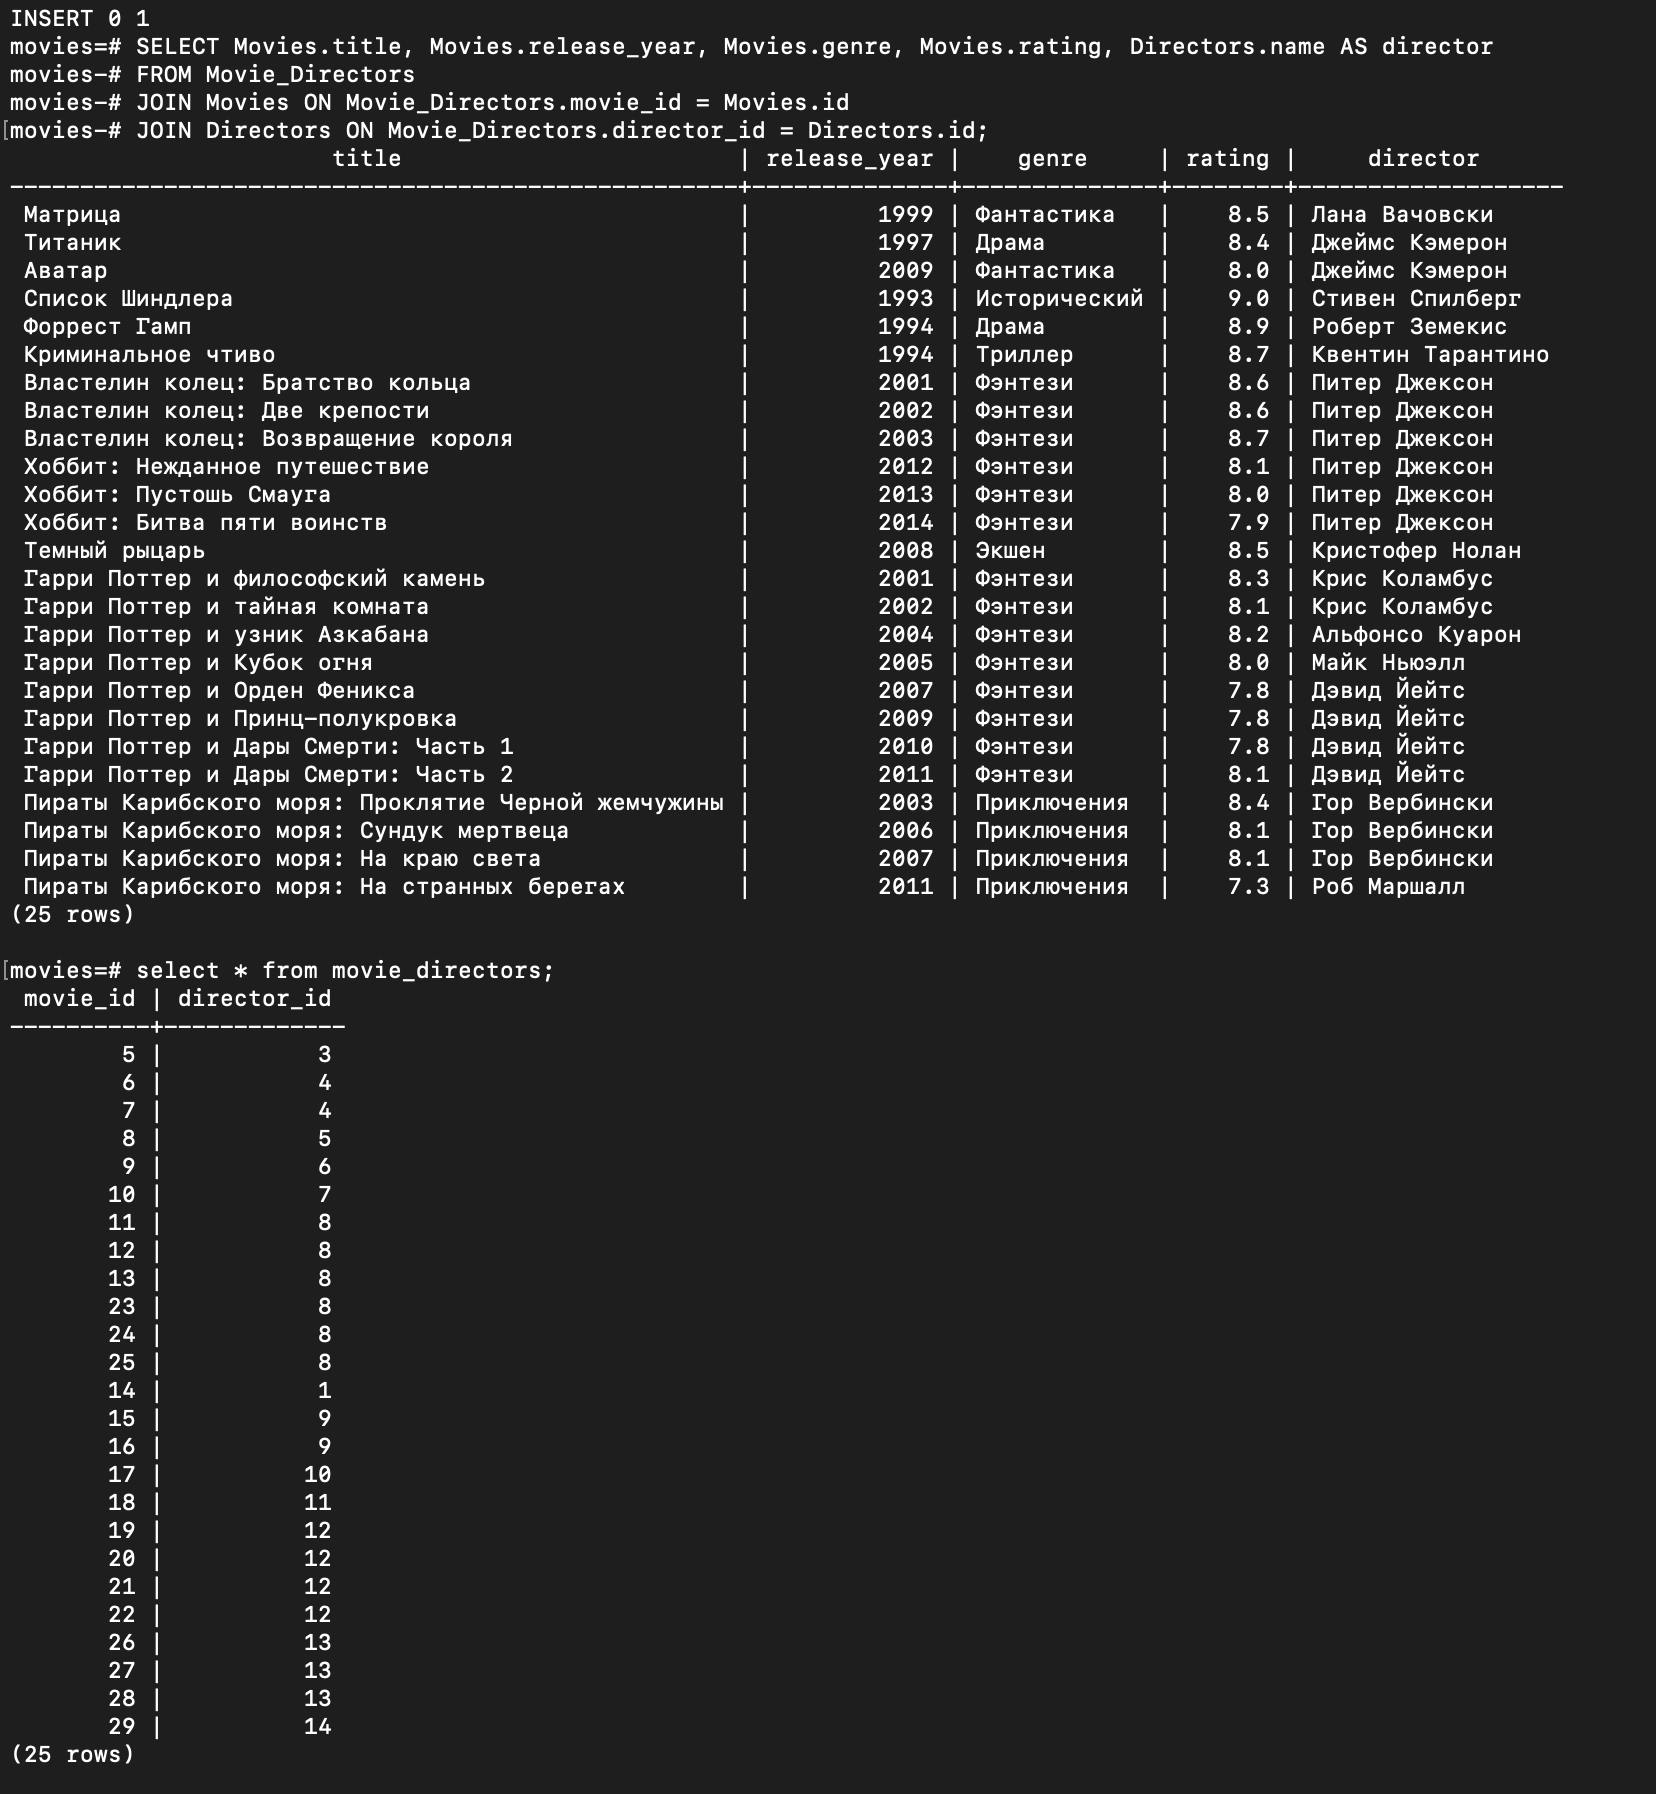 INSERT 0 1
movies=# SELECT Movies.title, Movies.release_year, Movies.genre, Movies.rating, Directors.name AS director
movies-# FROM Movie_Directors
movies-# JOIN Movies ON Movie_Directors.movie_id = Movies.id
[movies-# JOIN Directors ON Movie_Directors.director_id = Directors.id;
title | release_year | genre | rating | director
-----------------------------------------------------+--------------+--------------+--------+-------------------
Матрица | 1999 | Фантастика | 8.5 | Лана Вачовски
Титаник | 1997 | Драма | 8.4 | Джеймс Кэмерон
Аватар | 2009 | Фантастика | 8.0 | Джеймс Кэмерон
Список Шиндлера | 1993 | Исторический | 9.0 | Стивен Спилберг
Форрест Гамп | 1994 | Драма | 8.9 | Роберт Земекис
Криминальное чтиво | 1994 | Триллер | 8.7 | Квентин Тарантино
Властелин колец: Братство кольца | 2001 | Фэнтези | 8.6 | Питер Джексон
Властелин колец: Две крепости | 2002 | Фэнтези | 8.6 | Питер Джексон
Властелин колец: Возвращение короля | 2003 | Фэнтези | 8.7 | Питер Джексон
Хоббит: Нежданное путешествие | 2012 | Фэнтези | 8.1 | Питер Джексон
Хоббит: Пустошь Смауга | 2013 | Фэнтези | 8.0 | Питер Джексон
Хоббит: Битва пяти воинств | 2014 | Фэнтези | 7.9 | Питер Джексон
Темный рыцарь | 2008 | Экшен | 8.5 | Кристофер Нолан
Гарри Поттер и философский камень | 2001 | Фэнтези | 8.3 | Крис Коламбус
Гарри Поттер и тайная комната | 2002 | Фэнтези | 8.1 | Крис Коламбус
Гарри Поттер и узник Азкабана | 2004 | Фэнтези | 8.2 | Альфонсо Куарон
Гарри Поттер и Кубок огня | 2005 | Фэнтези | 8.0 | Майк Ньюэлл
Гарри Поттер и Орден Феникса | 2007 | Фэнтези | 7.8 | Дэвид Йейтс
Гарри Поттер и Принц-полукровка | 2009 | Фэнтези | 7.8 | Дэвид Йейтс
Гарри Поттер и Дары Смерти: Часть 1 | 2010 | Фэнтези | 7.8 | Дэвид Йейтс
Гарри Поттер и Дары Смерти: Часть 2 | 2011 | Фэнтези | 8.1 | Дэвид Йейтс
Пираты Карибского моря: Проклятие Черной жемчужины | 2003 | Приключения | 8.4 | Гор Вербински
Пираты Карибского моря: Сундук мертвеца | 2006 | Приключения | 8.1 | Гор Вербински
Пираты Карибского моря: На краю света | 2007 | Приключения | 8.1 | Гор Вербински
Пираты Карибского моря: На странных берегах | 2011 | Приключения | 7.3 | Роб Маршалл
(25 rows)
[movies=# select * from movie_directors;
movie_id | director_id
----------+-------------
5 | 3
6 | 4
7 | 4
8 | 5
9 | 6
10 | 7
11 | 8
12 | 8
13 | 8
23 | 8
24 | 8
25 | 8
14 | 1
15 | 9
16 | 9
17 | 10
18 | 11
19 | 12
20 | 12
21 | 12
22 | 12
26 | 13
27 | 13
28 | 13
29 | 14
(25 rows)